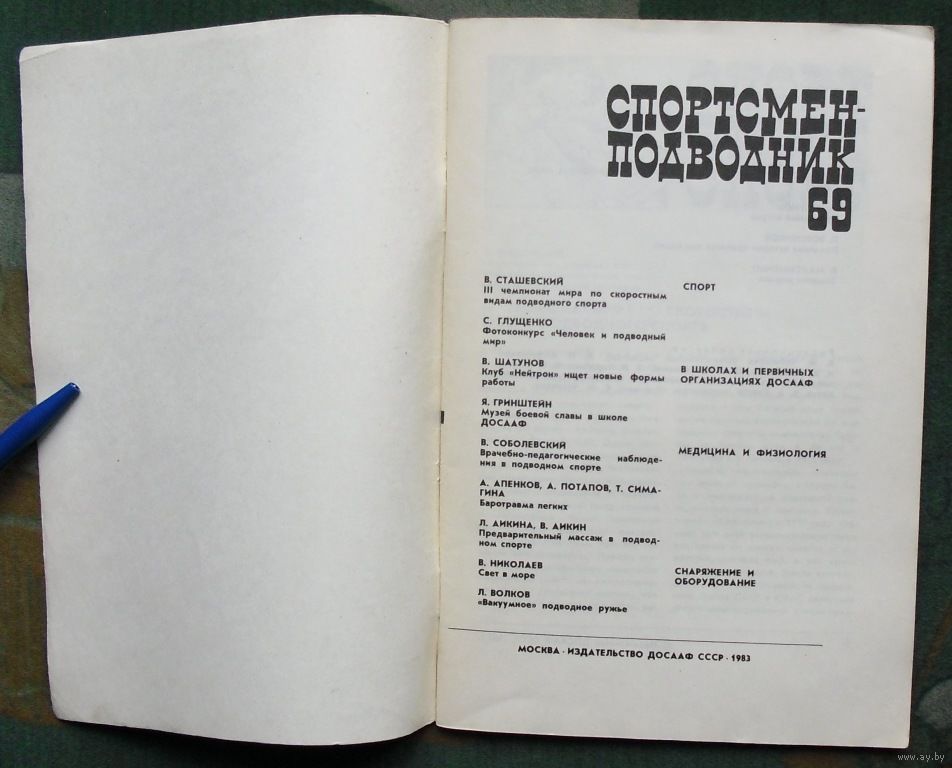 СПОРТСМЕН-
ПОДВОДНИК
69
В. СТАШЕВСКИЙ
III чемпионат мира по скоростным
видам подводного спорта
СПОРТ
С. ГЛУЩЕНКО
Фотоконкурс «Человек и подводный
мир»
В. ШАТУНОВ
Клуб «Нейтрон» ищет новые формы
работы
В ШКОЛАХ И ПЕРВИЧНЫХ
ОРГАНИЗАЦИЯХ ДОСААФ
Я. ГРИНШТЕЙН
Музей боевой славы в школе
ДОСААФ
В. СОБОЛЕВСКИЙ
Врачебно-педагогические наблюде-
ния в подводном спорте
МЕДИЦИНА И ФИЗИОЛОГИЯ
А. АПЕНКОВ, А. ПОТАПОВ, Т. СИМА-
ГИНА
Баротравма легких
Л. АИКИНА, В. АИКИН
Предварительный массаж в подвод-
ном спорте
В. НИКОЛАЕВ
Свет в море
СНАРЯЖЕНИЕ И
ОБОРУДОВАНИЕ
Л. ВОЛКОВ
«Вакуумное» подводное ружье
МОСКВА · ИЗДАТЕЛЬСТВО ДОСААФ СССР · 1983
www.ay.by